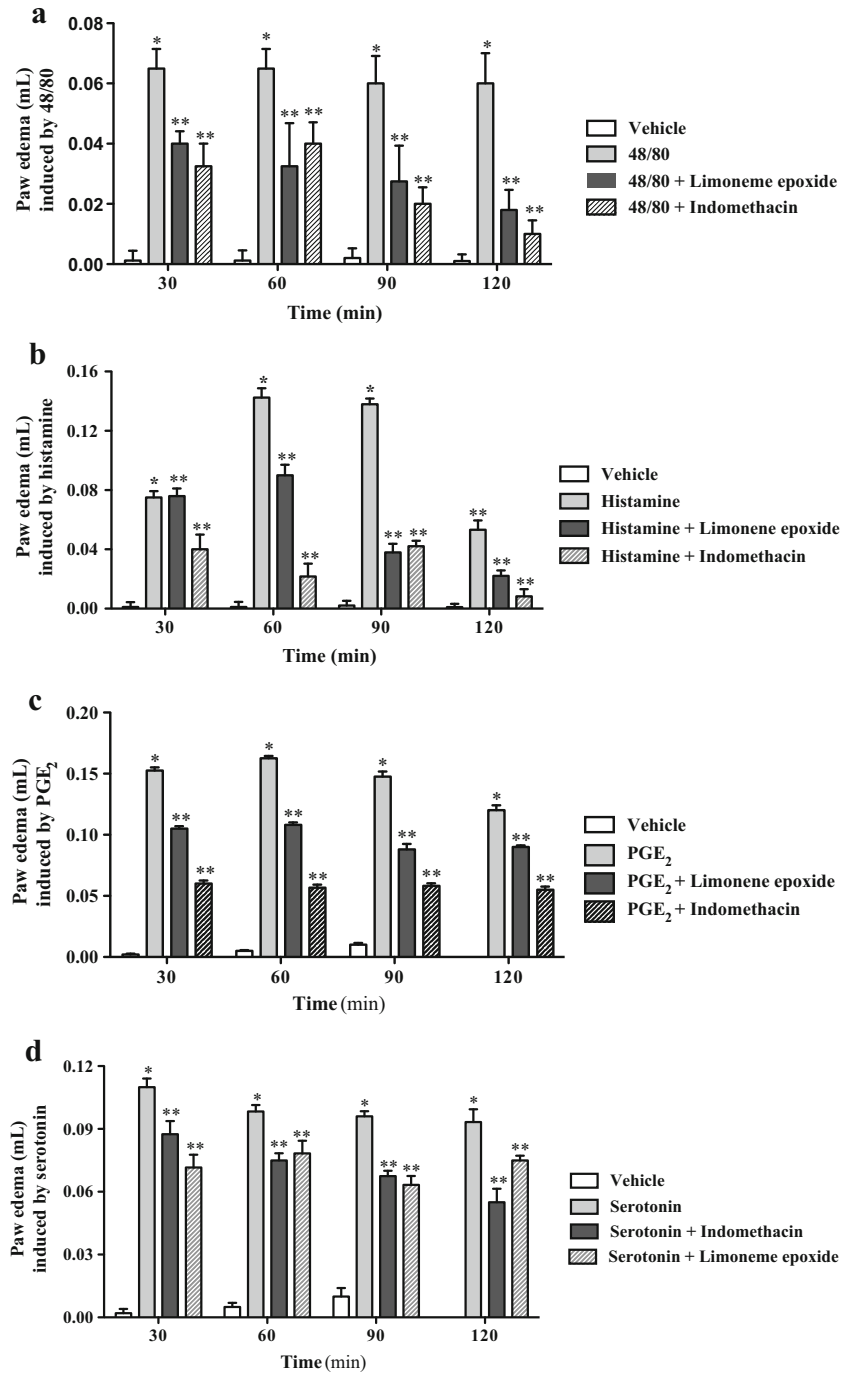 a
Paw edema (mL)
induced by 48/80
0.08
0.06
0.04
0.02
0.00
* ** **
* ** **
* ** **
* ** **
30 60 90 120
Time (min)
Vehicle
48/80
48/80 + Limoneme epoxide
48/80 + Indomethacin
b
Paw edema (mL)
induced by histamine
0.16
0.12
0.08
0.04
0.00
* ** **
* ** **
* ** **
** ** **
30 60 90 120
Time (min)
Vehicle
Histamine
Histamine + Limonene epoxide
Histamine + Indomethacin
c
Paw edema (mL)
induced by PGE₂
0.20
0.15
0.10
0.05
0.00
* ** **
* ** **
* ** **
* ** **
30 60 90 120
Time (min)
Vehicle
PGE₂
PGE₂ + Limonene epoxide
PGE₂ + Indomethacin
d
Paw edema (mL)
induced by serotonin
0.12
0.09
0.06
0.03
0.00
* ** **
* ** **
* ** **
* ** **
30 60 90 120
Time (min)
Vehicle
Serotonin
Serotonin + Indomethacin
Serotonin + Limoneme epoxide